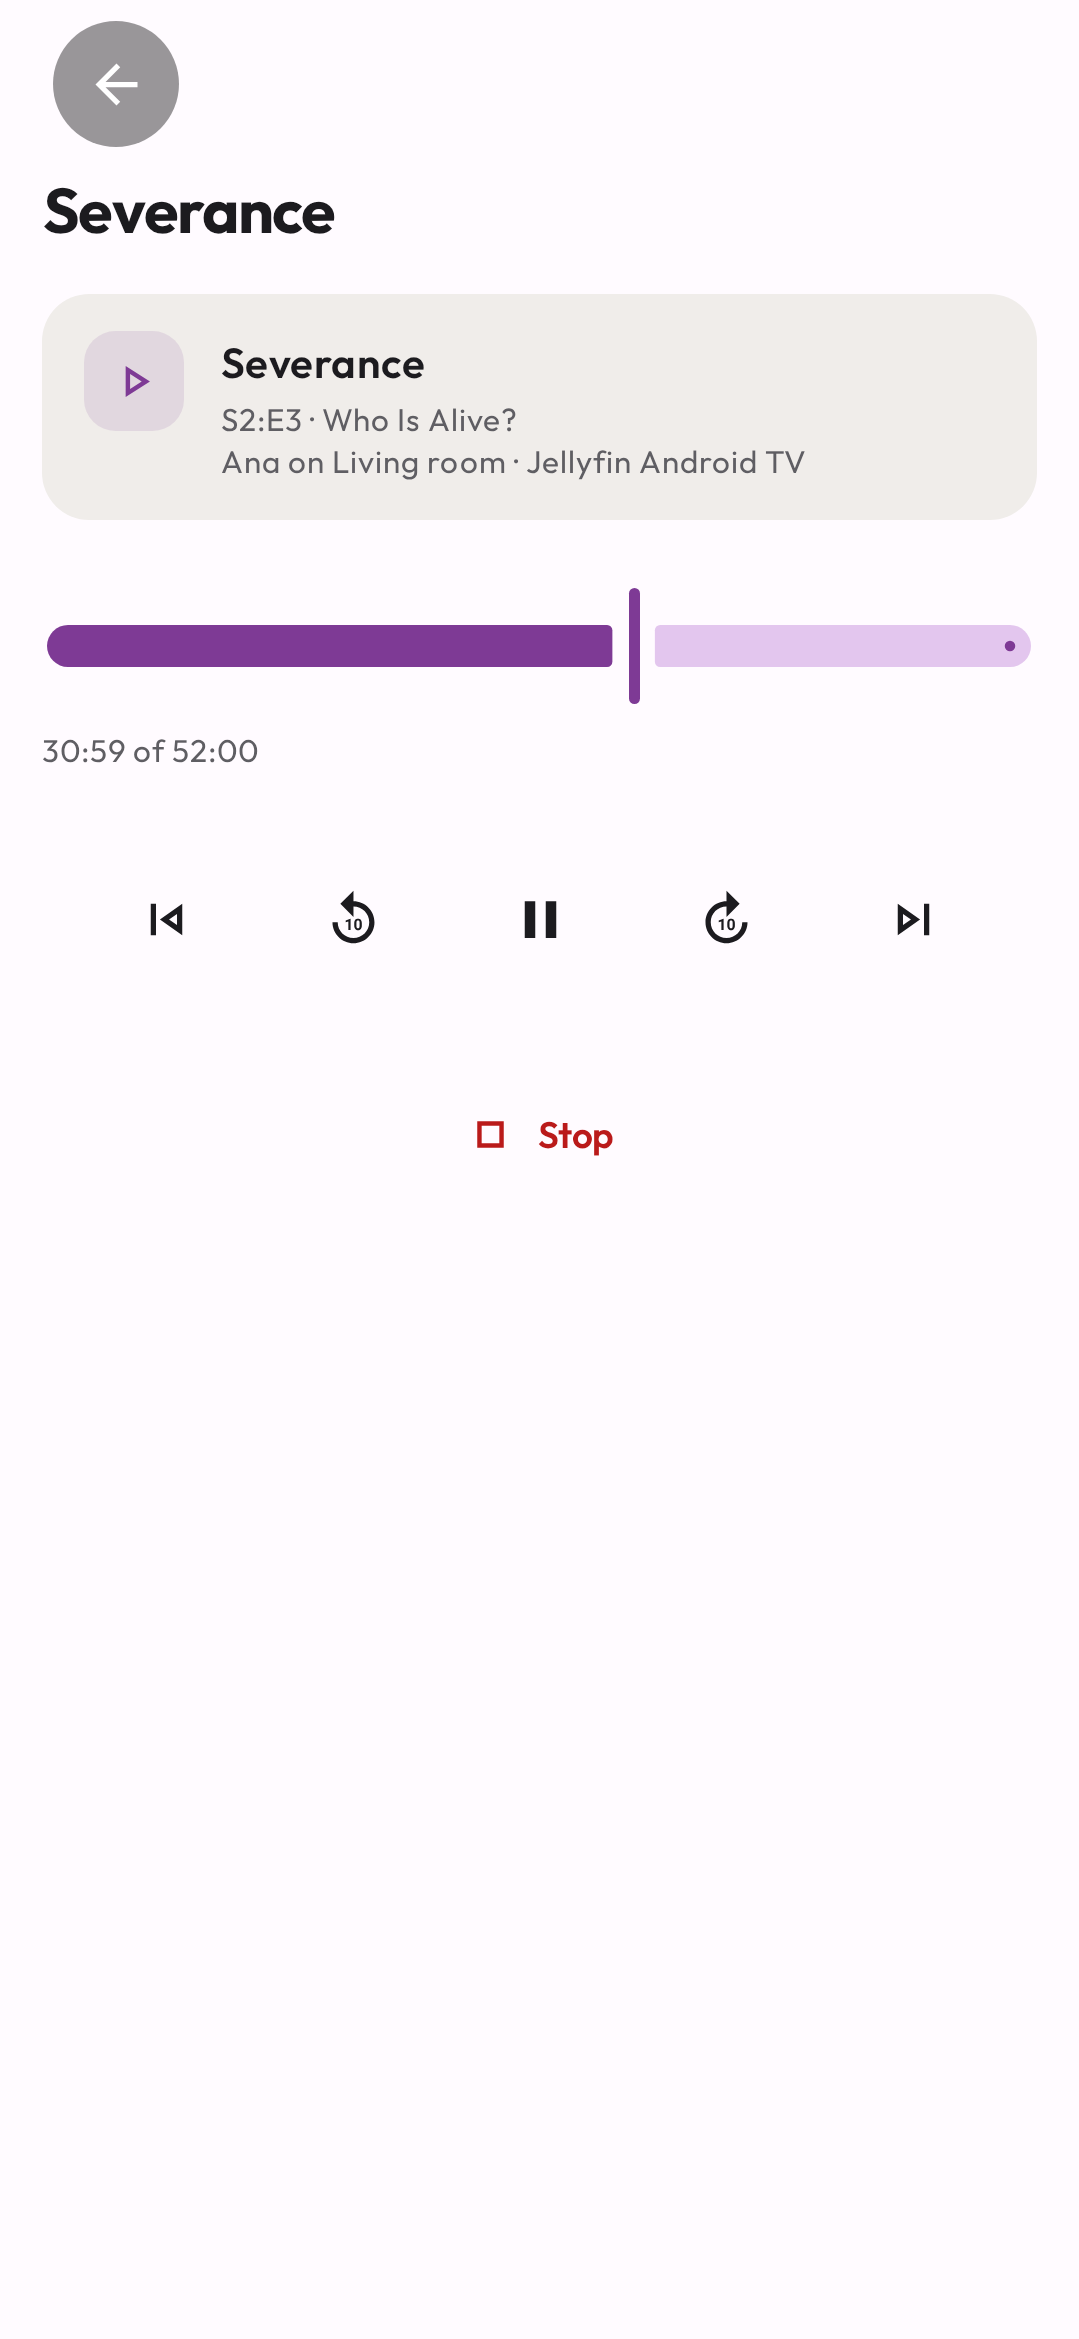 Severance
Severance
S2:E3 · Who Is Alive?
Ana on Living room · Jellyfin Android TV
30:59 of 52:00
10
10
Stop